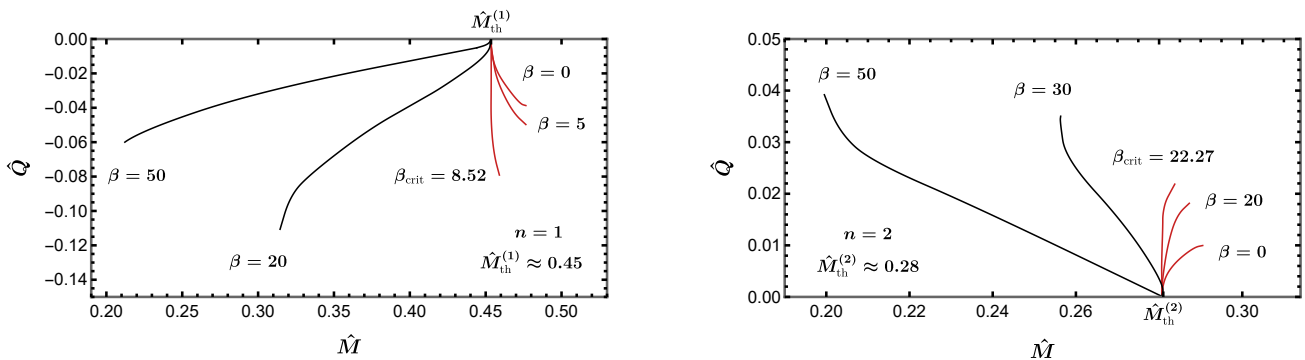 M̂th(1)
0.00
−0.02
−0.04
−0.06
−0.08
−0.10
−0.12
−0.14
Q̂
β = 0
β = 5
β = 50
βcrit = 8.52
β = 20
n = 1
M̂th(1) ≈ 0.45
0.20 0.25 0.30 0.35 0.40 0.45 0.50
M̂
0.05
0.04
0.03
0.02
0.01
0.00
Q̂
β = 50
β = 30
βcrit = 22.27
β = 20
n = 2
β = 0
M̂th(2) ≈ 0.28
0.20 0.22 0.24 0.26 M̂th(2) 0.30
M̂